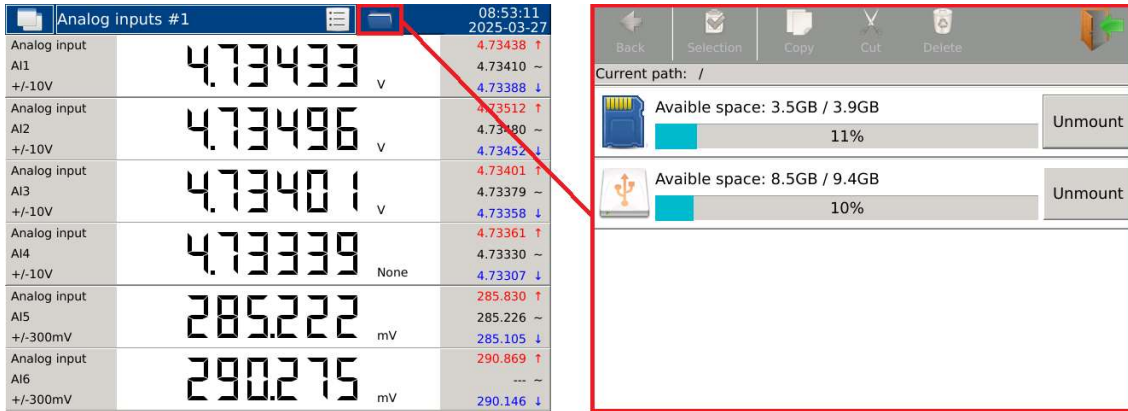 Analog inputs #1
08:53:11
2025-03-27
Analog input
AI1
+/-10V
4.73433 V
4.73438 ↑
4.73410 ~
4.73388 ↓
Analog input
AI2
+/-10V
4.73496 V
4.73512 ↑
4.73480 ~
4.73452 ↓
Analog input
AI3
+/-10V
4.73401 V
4.73401 ↑
4.73379 ~
4.73358 ↓
Analog input
AI4
+/-10V
4.73339 None
4.73361 ↑
4.73330 ~
4.73307 ↓
Analog input
AI5
+/-300mV
285.222 mV
285.830 ↑
285.226 ~
285.105 ↓
Analog input
AI6
+/-300mV
290.275 mV
290.869 ↑
--- ~
290.146 ↓
Back Selection Copy Cut Delete
Current path: /
Avaible space: 3.5GB / 3.9GB
11%
Unmount
Avaible space: 8.5GB / 9.4GB
10%
Unmount